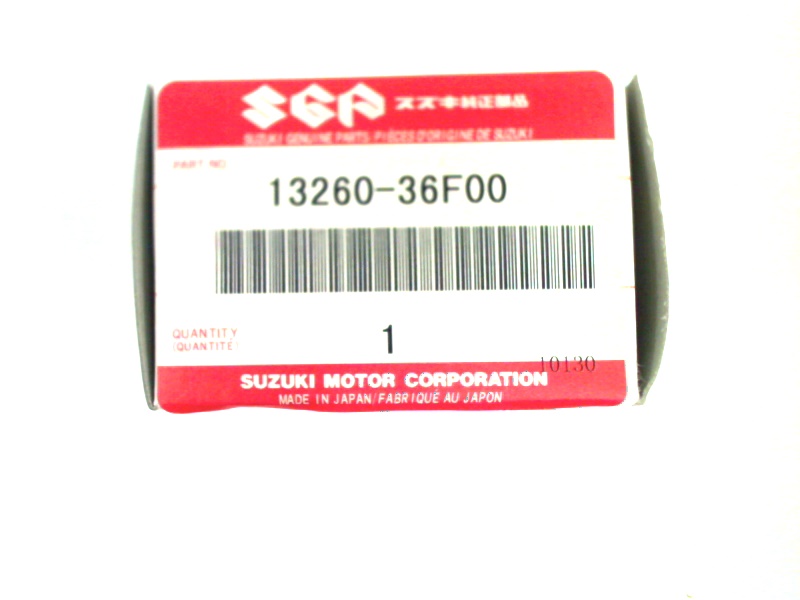 SGP スズキ純正部品
SUZUKI GENUINE PARTS/PIÈCES D'ORIGINE DE SUZUKI
PART NO
13260-36F00
QUANTITY
(QUANTITÉ)
1
10130
SUZUKI MOTOR CORPORATION
MADE IN JAPAN/FABRIQUÉ AU JAPON